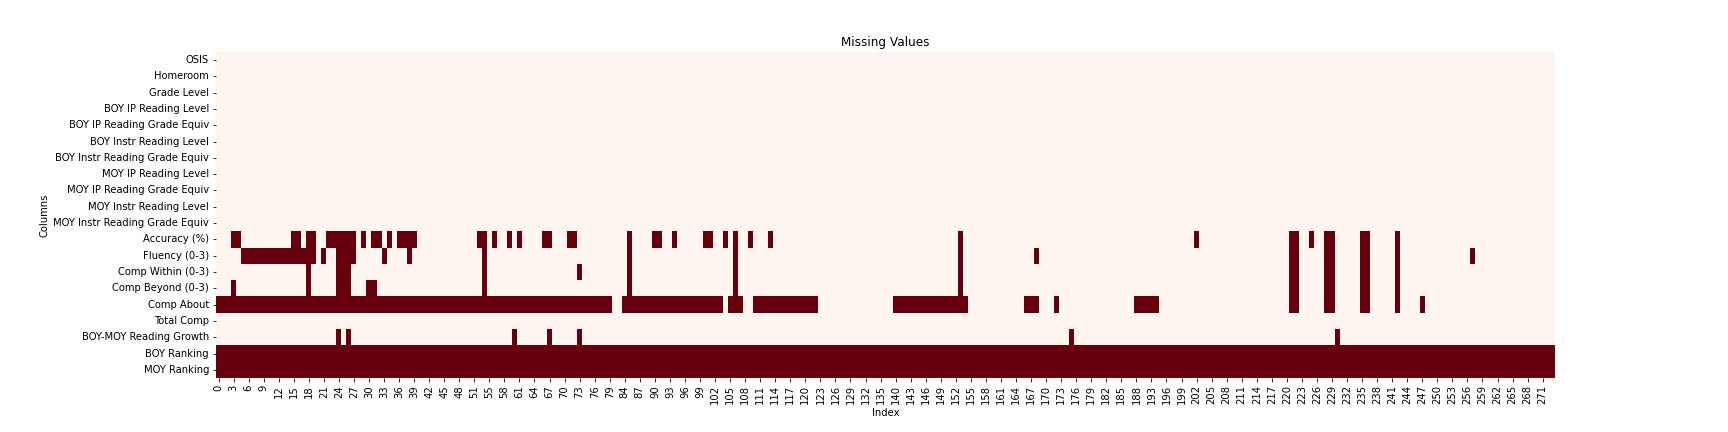 Missing Values
Columns
OSIS
Homeroom
Grade Level
BOY IP Reading Level
BOY IP Reading Grade Equiv
BOY Instr Reading Level
BOY Instr Reading Grade Equiv
MOY IP Reading Level
MOY IP Reading Grade Equiv
MOY Instr Reading Level
MOY Instr Reading Grade Equiv
Accuracy (%)
Fluency (0-3)
Comp Within (0-3)
Comp Beyond (0-3)
Comp About
Total Comp
BOY-MOY Reading Growth
BOY Ranking
MOY Ranking
0 3 6 9 12 15 18 21 24 27 30 33 36 39 42 45 48 51 54 55 58 61 64 67 70 73 76 79 84 87 90 93 96 99 102 105 108 111 114 117 120 123 126 129 132 135 140 143 146 149 152 155 158 161 164 167 170 173 176 179 182 185 188 193 196 199 202 205 208 211 214 217 220 223 226 229 232 235 238 241 244 247 250 253 256 259 262 265 268 271
Index